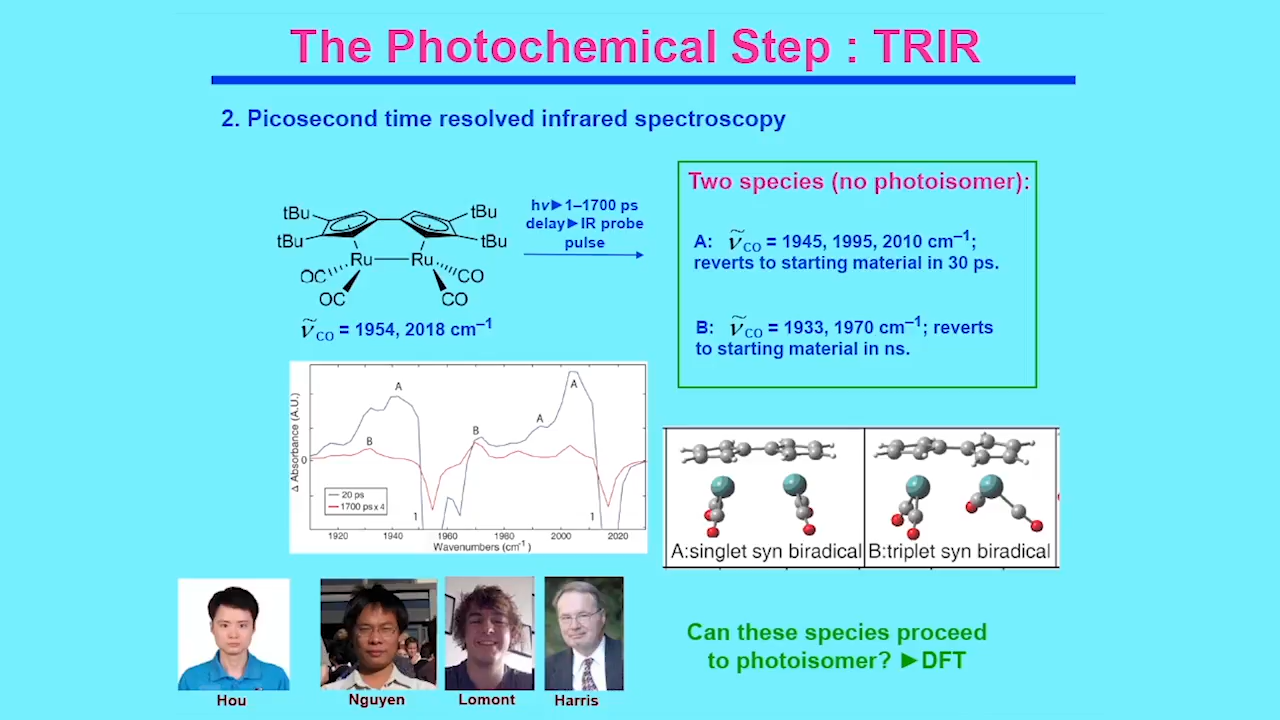 The Photochemical Step : TRIR
2. Picosecond time resolved infrared spectroscopy
tBu
tBu
tBu
tBu
Ru
Ru
OC
CO
OC
CO
ν̃CO = 1954, 2018 cm–1
hν►1–1700 ps
delay►IR probe
pulse
Two species (no photoisomer):
A: ν̃CO = 1945, 1995, 2010 cm–1;
reverts to starting material in 30 ps.
B: ν̃CO = 1933, 1970 cm–1; reverts
to starting material in ns.
Δ Absorbance (A.U.)
0
A
B
B
A
A
1
1
20 ps
1700 ps x 4
1920 1940 1960 1980 2000 2020
Wavenumbers (cm-1)
A:singlet syn biradical
B:triplet syn biradical
Hou
Nguyen
Lomont
Harris
Can these species proceed
to photoisomer? ►DFT